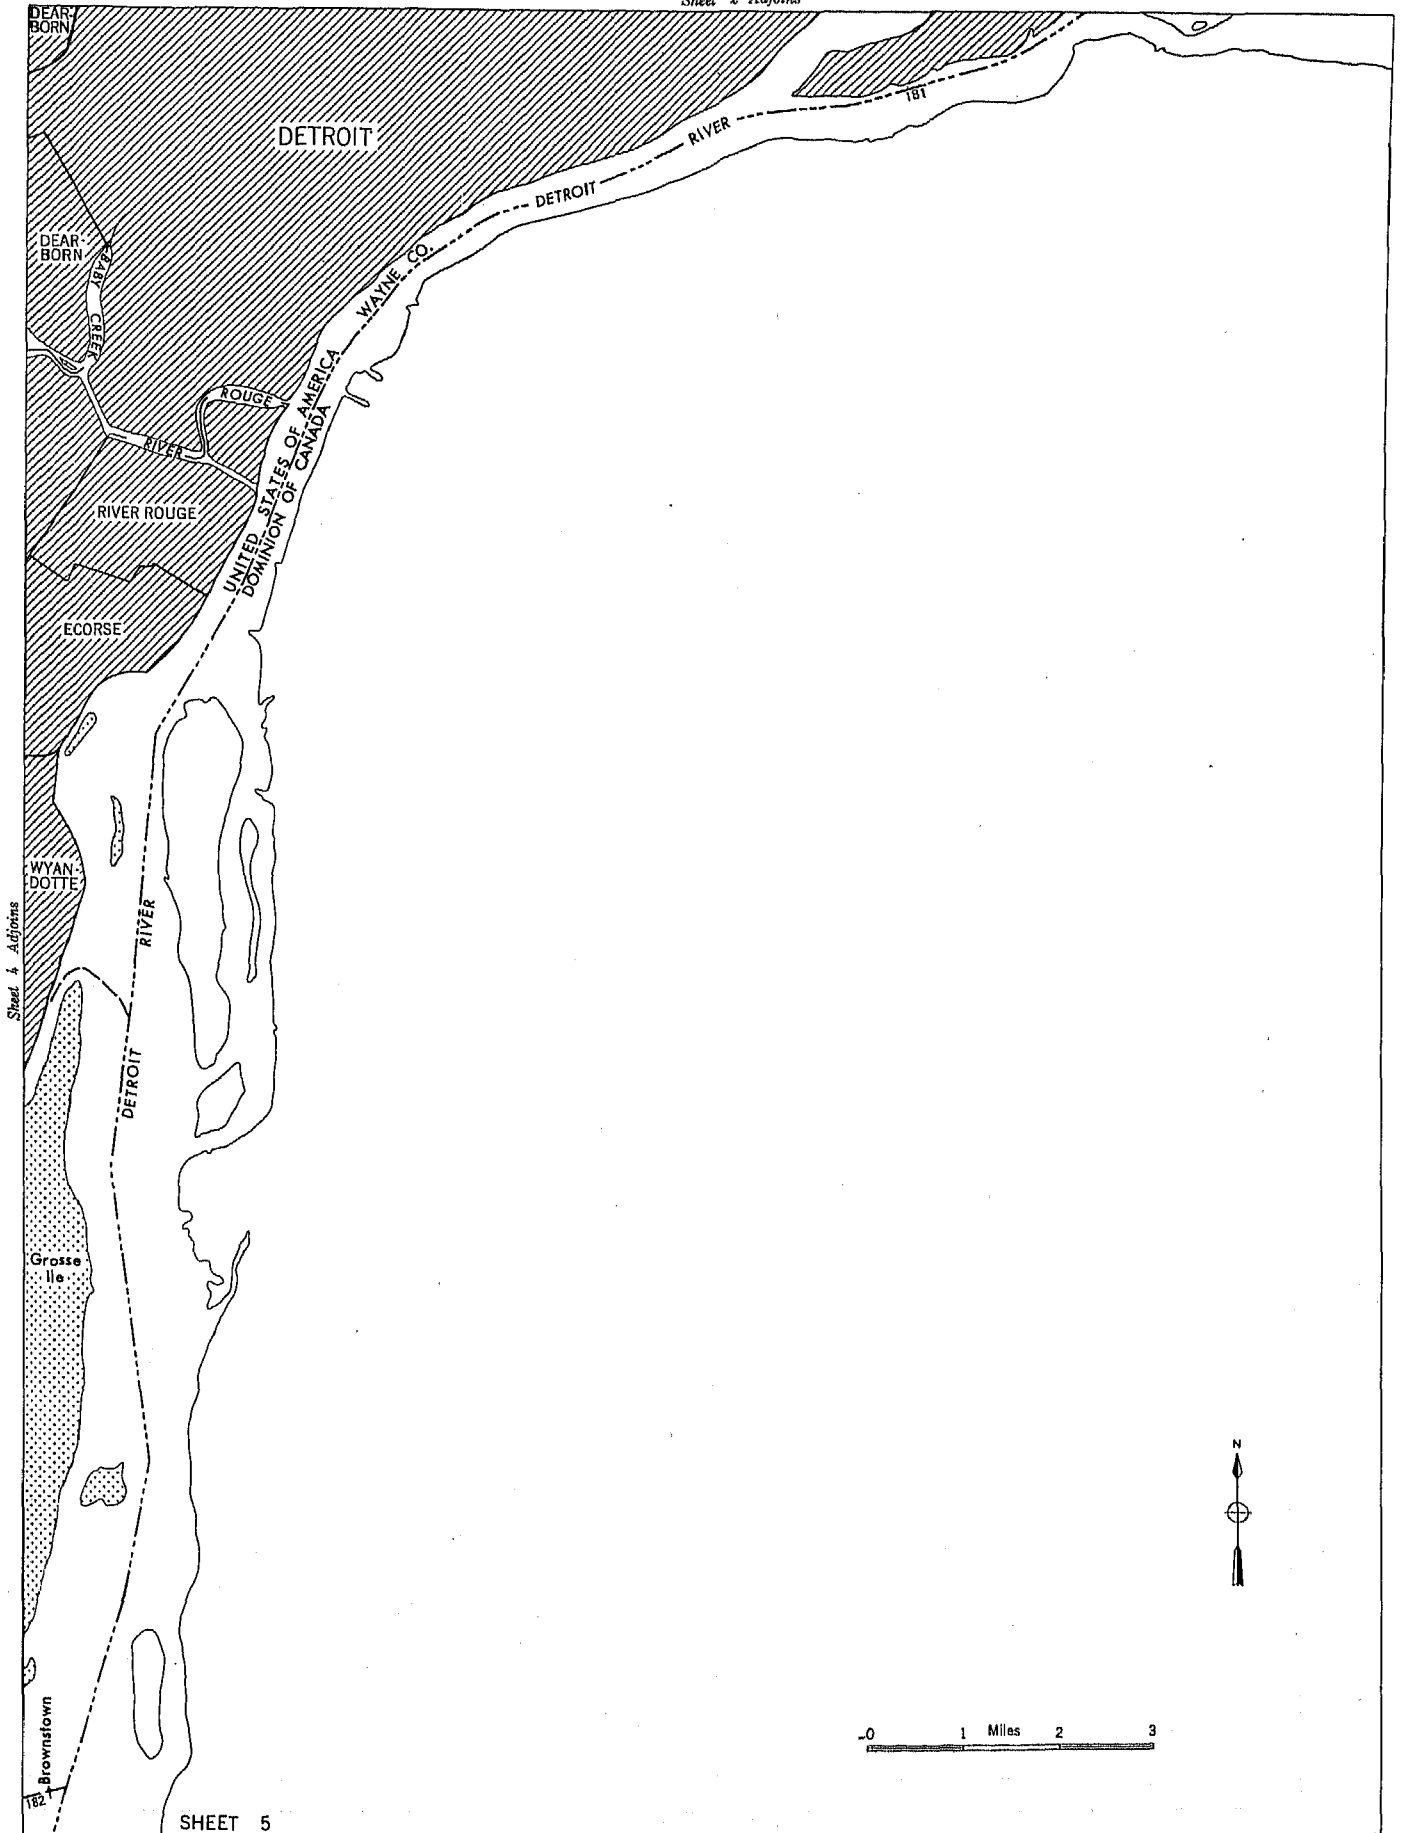 Sheet 2 Adjoins
DEAR-
BORN
DETROIT
181
RIVER
DETROIT
DEAR-
BORN
BABY CREEK
WAYNE CO.
UNITED STATES OF AMERICA
DOMINION OF CANADA
ROUGE
RIVER
RIVER ROUGE
ECORSE
WYAN-
DOTTE
RIVER
DETROIT
Sheet 4 Adjoins
Grosse
Ile
N
0 1 Miles 2 3
Brownstown
182
SHEET 5